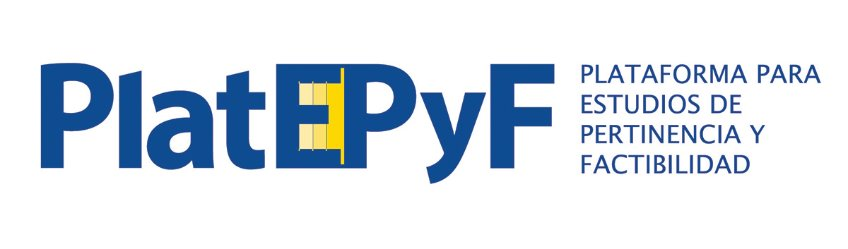 PlatEPyF
PLATAFORMA PARA
ESTUDIOS DE
PERTINENCIA Y
FACTIBILIDAD